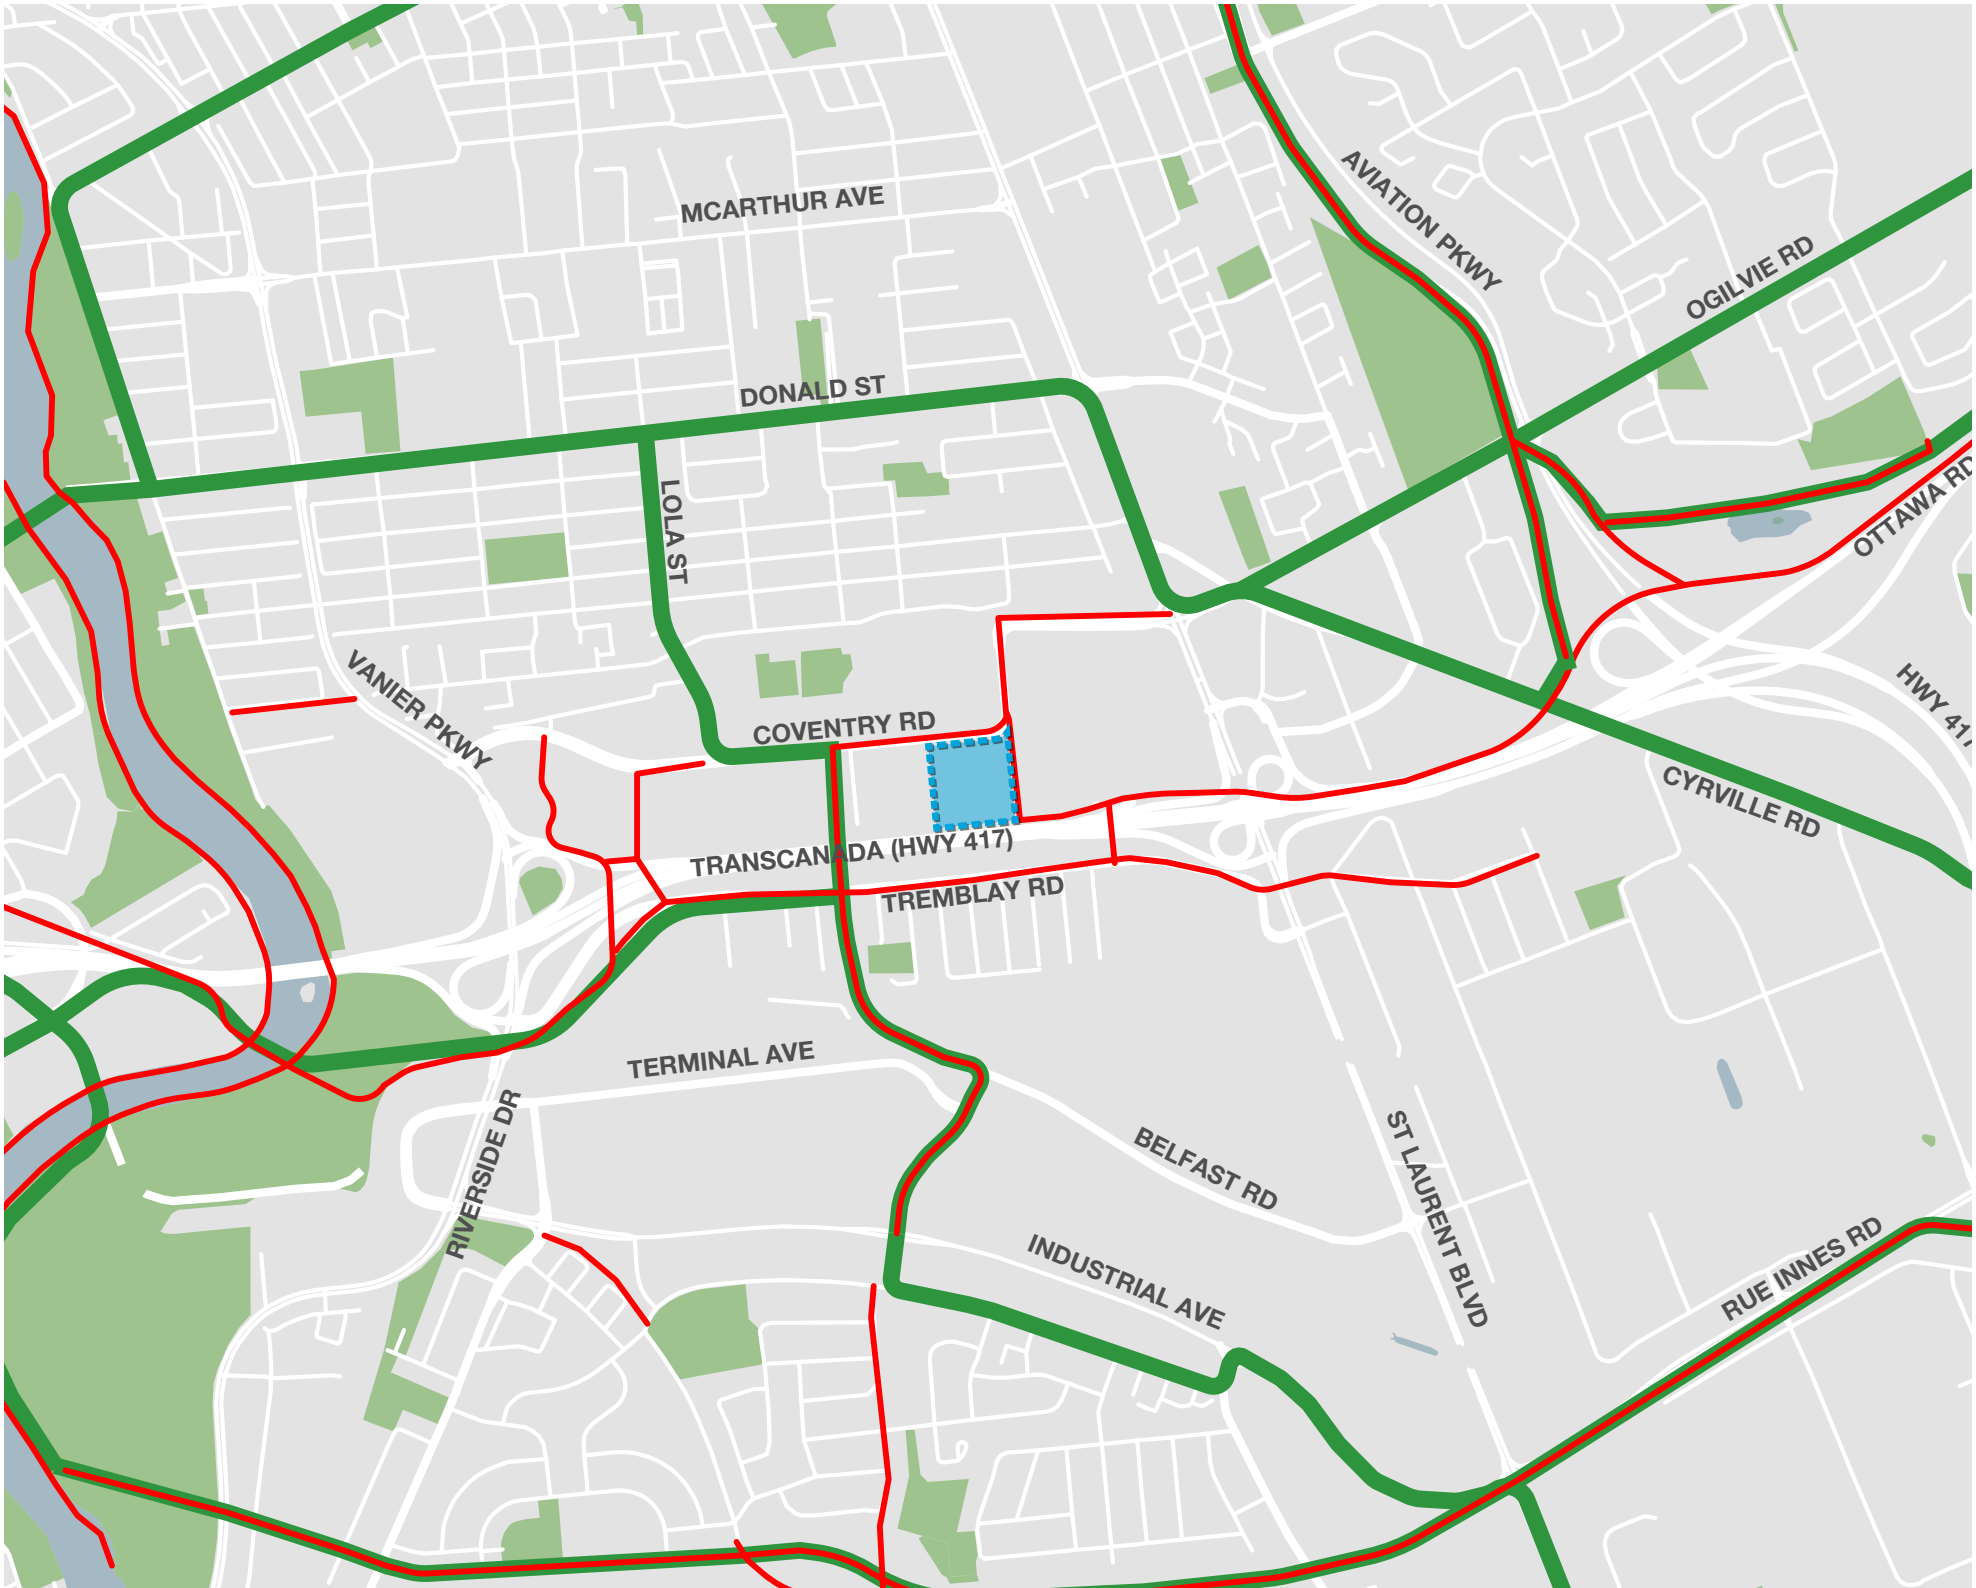 MCARTHUR AVE
AVIATION PKWY
OGILVIE RD
DONALD ST
LOLA ST
OTTAWA RD
VANIER PKWY
COVENTRY RD
HWY 417
CYRVILLE RD
TRANSCANADA (HWY 417)
TREMBLAY RD
TERMINAL AVE
RIVERSIDE DR
BELFAST RD
ST LAURENT BLVD
INDUSTRIAL AVE
RUE INNES RD